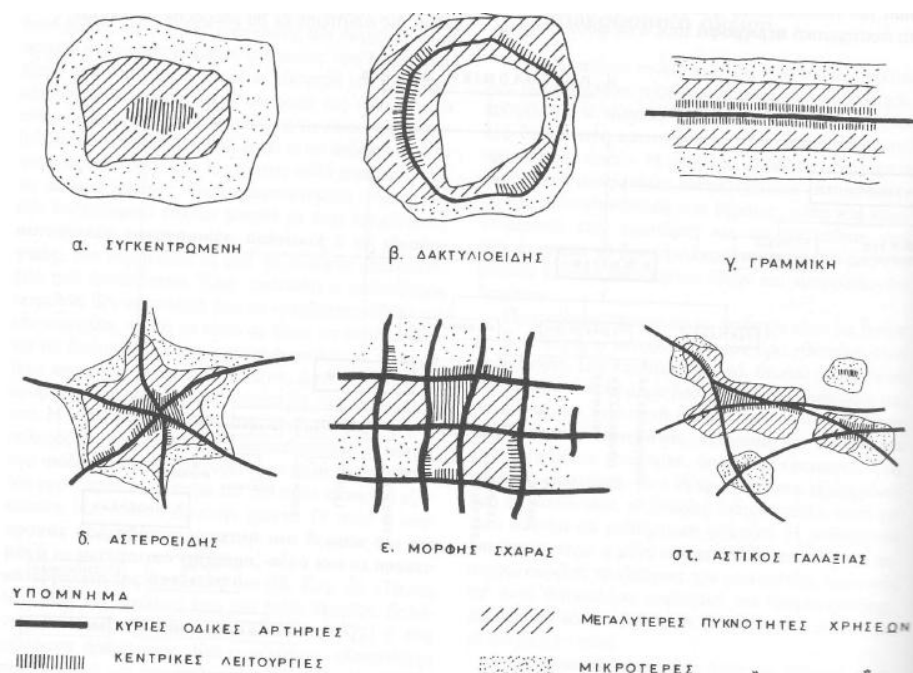 α. ΣΥΓΚΕΝΤΡΩΜΕΝΗ
β. ΔΑΚΤΥΛΙΟΕΙΔΗΣ
γ. ΓΡΑΜΜΙΚΗ
δ. ΑΣΤΕΡΟΕΙΔΗΣ
ε. ΜΟΡΦΗΣ ΣΧΑΡΑΣ
στ. ΑΣΤΙΚΟΣ ΓΑΛΑΞΙΑΣ
ΥΠΟΜΝΗΜΑ
ΚΥΡΙΕΣ ΟΔΙΚΕΣ ΑΡΤΗΡΙΕΣ
ΚΕΝΤΡΙΚΕΣ ΛΕΙΤΟΥΡΓΙΕΣ
ΜΕΓΑΛΥΤΕΡΕΣ ΠΥΚΝΟΤΗΤΕΣ ΧΡΗΣΕΩΝ
ΜΙΚΡΟΤΕΡΕΣ